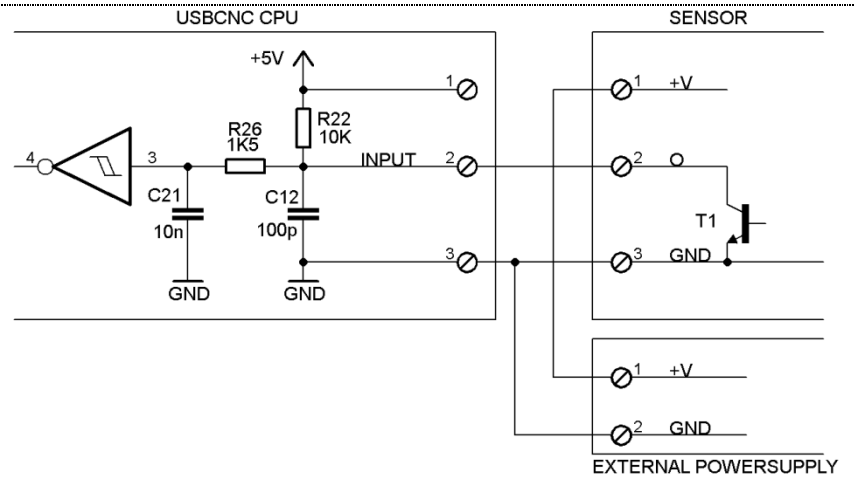 USBCNC CPU
SENSOR
+5V
1
1 +V
R22
10K
R26
1K5
4
3
INPUT
2
2 O
C21
10n
C12
100p
T1
3
3 GND
GND
GND
1 +V
2 GND
EXTERNAL POWERSUPPLY